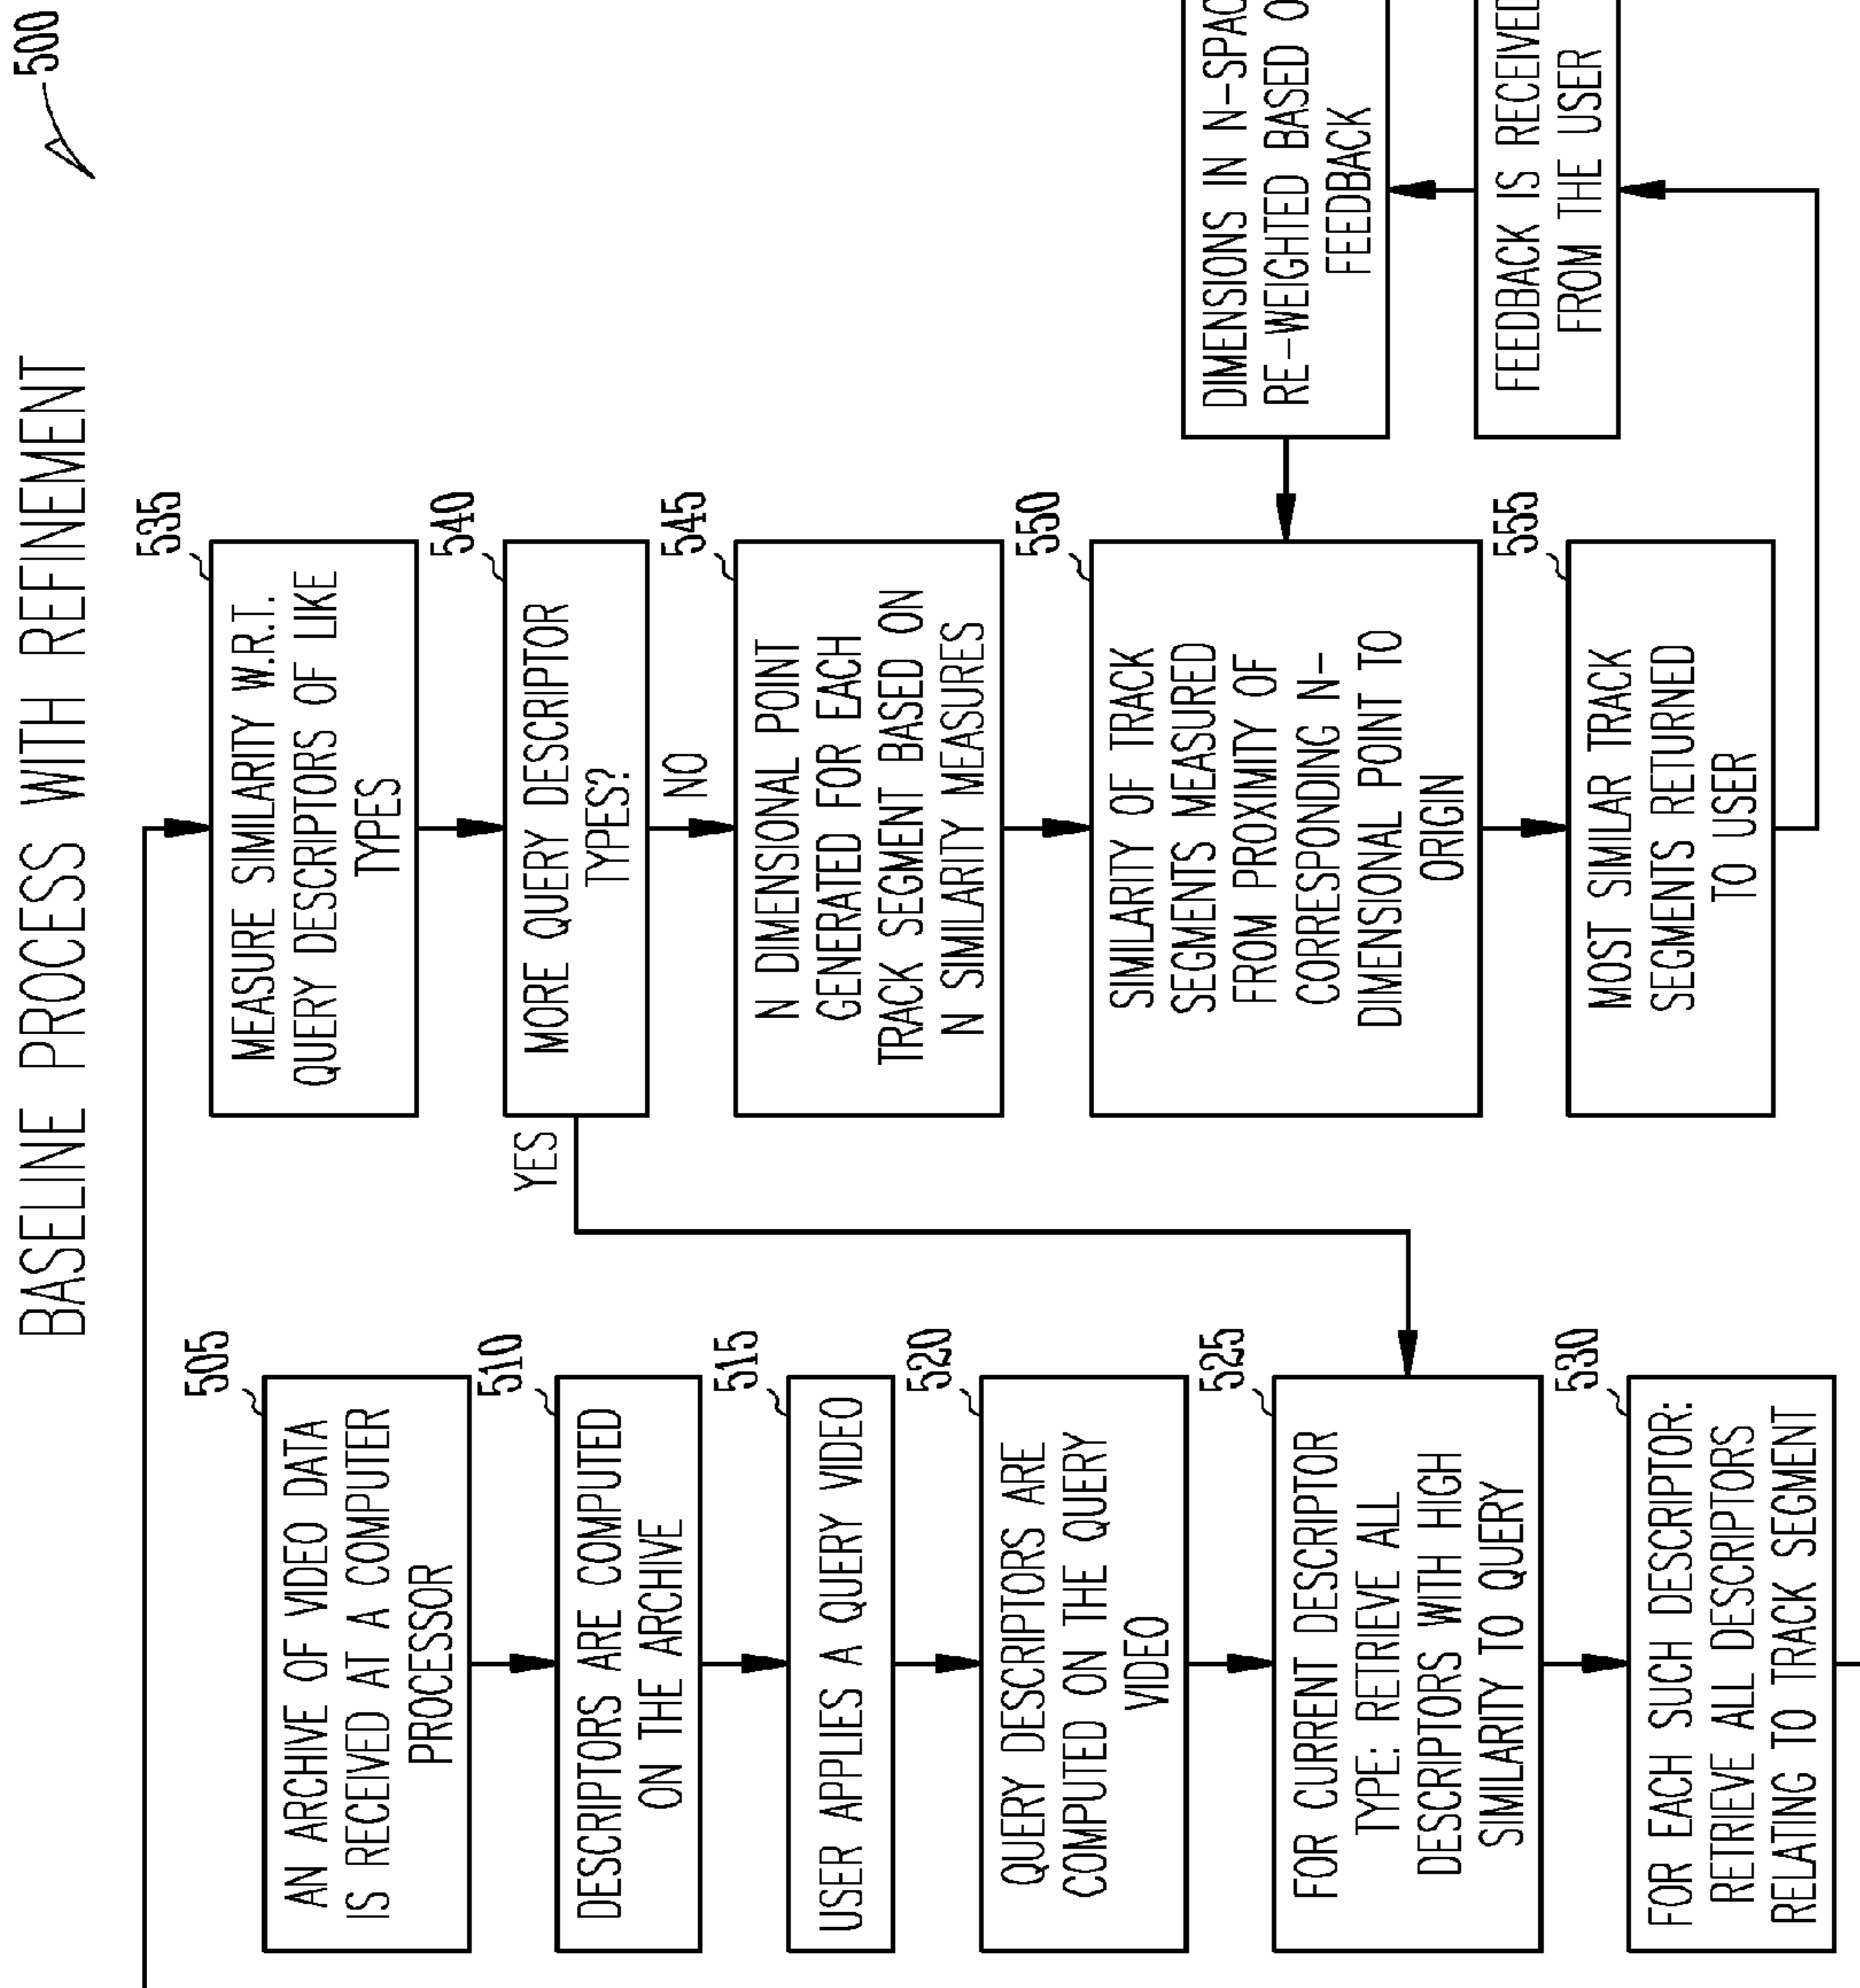 BASELINE PROCESS WITH REFINEMENT
500
505
AN ARCHIVE OF VIDEO DATA
IS RECEIVED AT A COMPUTER
PROCESSOR
510
DESCRIPTORS ARE COMPUTED
ON THE ARCHIVE
515
USER APPLIES A QUERY VIDEO
520
QUERY DESCRIPTORS ARE
COMPUTED ON THE QUERY
VIDEO
525
FOR CURRENT DESCRIPTOR
TYPE: RETRIEVE ALL
DESCRIPTORS WITH HIGH
SIMILARITY TO QUERY
530
FOR EACH SUCH DESCRIPTOR:
RETRIEVE ALL DESCRIPTORS
RELATING TO TRACK SEGMENT
535
MEASURE SIMILARITY W.R.T.
QUERY DESCRIPTORS OF LIKE
TYPES
540
MORE QUERY DESCRIPTOR
TYPES?
YES
NO
545
N DIMENSIONAL POINT
GENERATED FOR EACH
TRACK SEGMENT BASED ON
N SIMILARITY MEASURES
550
SIMILARITY OF TRACK
SEGMENTS MEASURED
FROM PROXIMITY OF
CORRESPONDING N-
DIMENSIONAL POINT TO
ORIGIN
555
MOST SIMILAR TRACK
SEGMENTS RETURNED
TO USER
DIMENSIONS IN
RE-WEIGHTED BASED
FEEDBACK
FEEDBACK IS RECEIVED
FROM THE USER